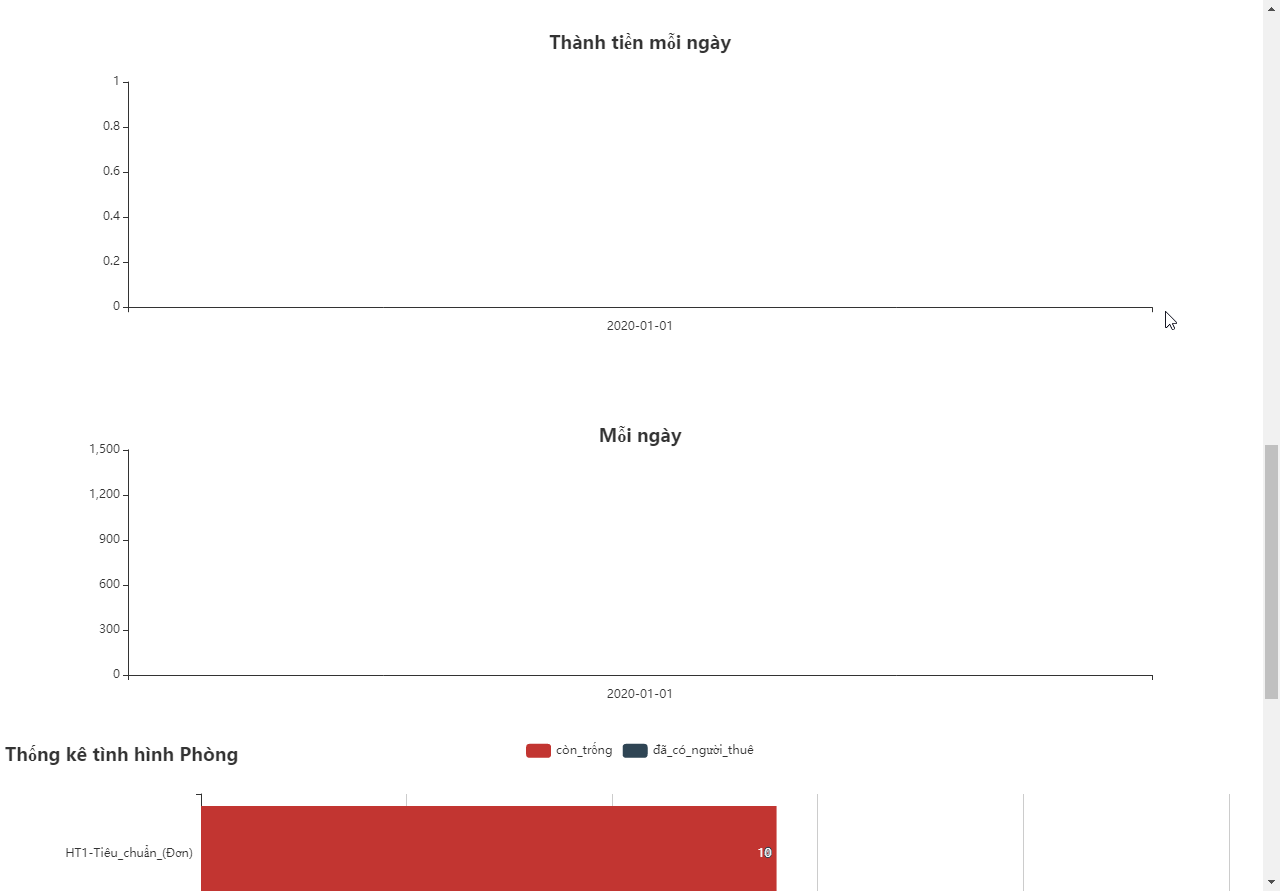 Thành tiền mỗi ngày
1
0.8
0.6
0.4
0.2
0
2020-01-01
Mỗi ngày
1,500
1,200
900
600
300
0
2020-01-01
Thống kê tình hình Phòng
còn_trống
đã_có_người_thuê
HT1-Tiêu_chuẩn_(Đơn)
10